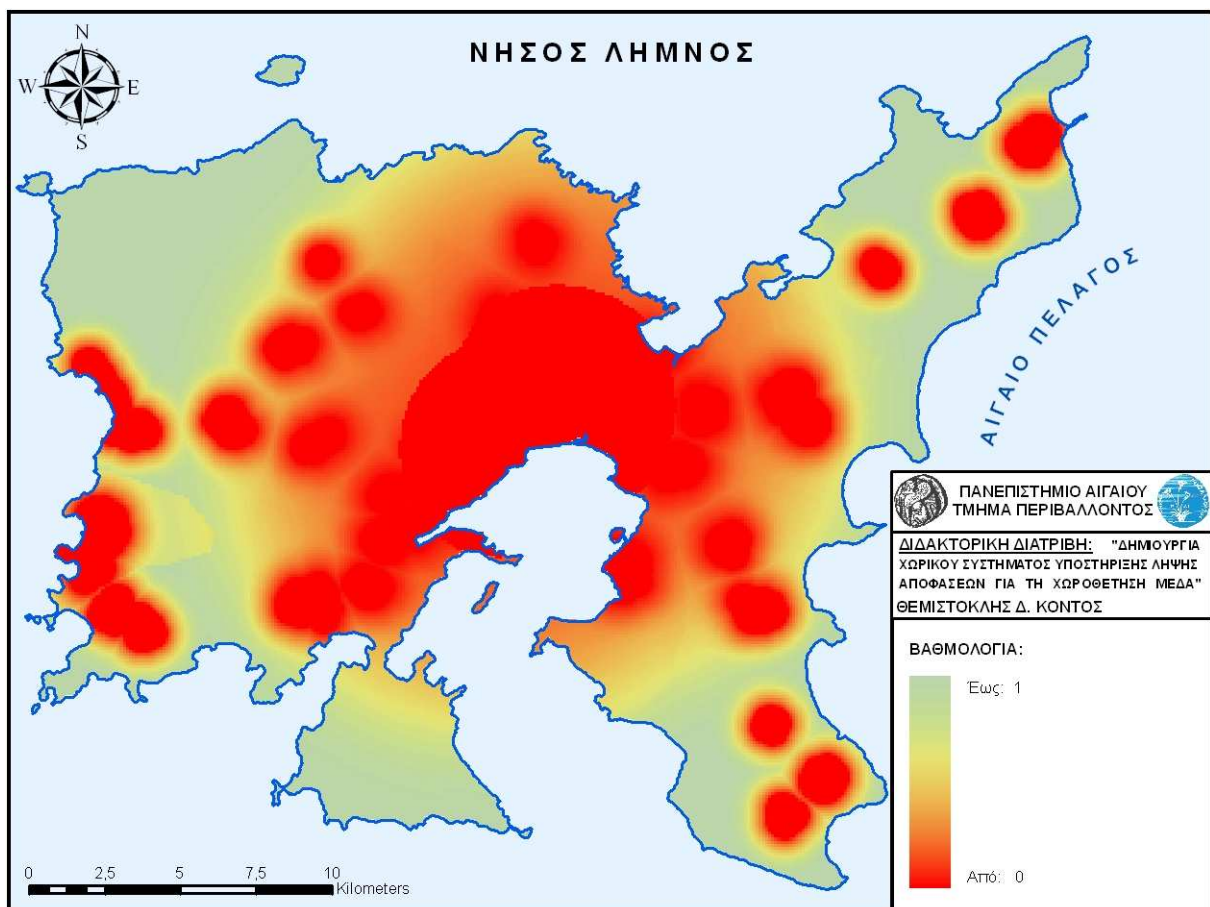 ΝΗΣΟΣ ΛΗΜΝΟΣ
N
W E
S
ΑΙΓΑΙΟ ΠΕΛΑΓΟΣ
ΠΑΝΕΠΙΣΤΗΜΙΟ ΑΙΓΑΙΟΥ
ΤΜΗΜΑ ΠΕΡΙΒΑΛΛΟΝΤΟΣ
ΔΙΔΑΚΤΟΡΙΚΗ ΔΙΑΤΡΙΒΗ: "ΔΗΜΙΟΥΡΓΙΑ
ΧΩΡΙΚΟΥ ΣΥΣΤΗΜΑΤΟΣ ΥΠΟΣΤΗΡΙΞΗΣ ΛΗΨΗΣ
ΑΠΟΦΑΣΕΩΝ ΓΙΑ ΤΗ ΧΩΡΟΘΕΤΗΣΗ ΜΕΔΑ"
ΘΕΜΙΣΤΟΚΛΗΣ Δ. ΚΟΝΤΟΣ
ΒΑΘΜΟΛΟΓΙΑ:
Έως: 1
Από: 0
0 2,5 5 7,5 10
Kilometers